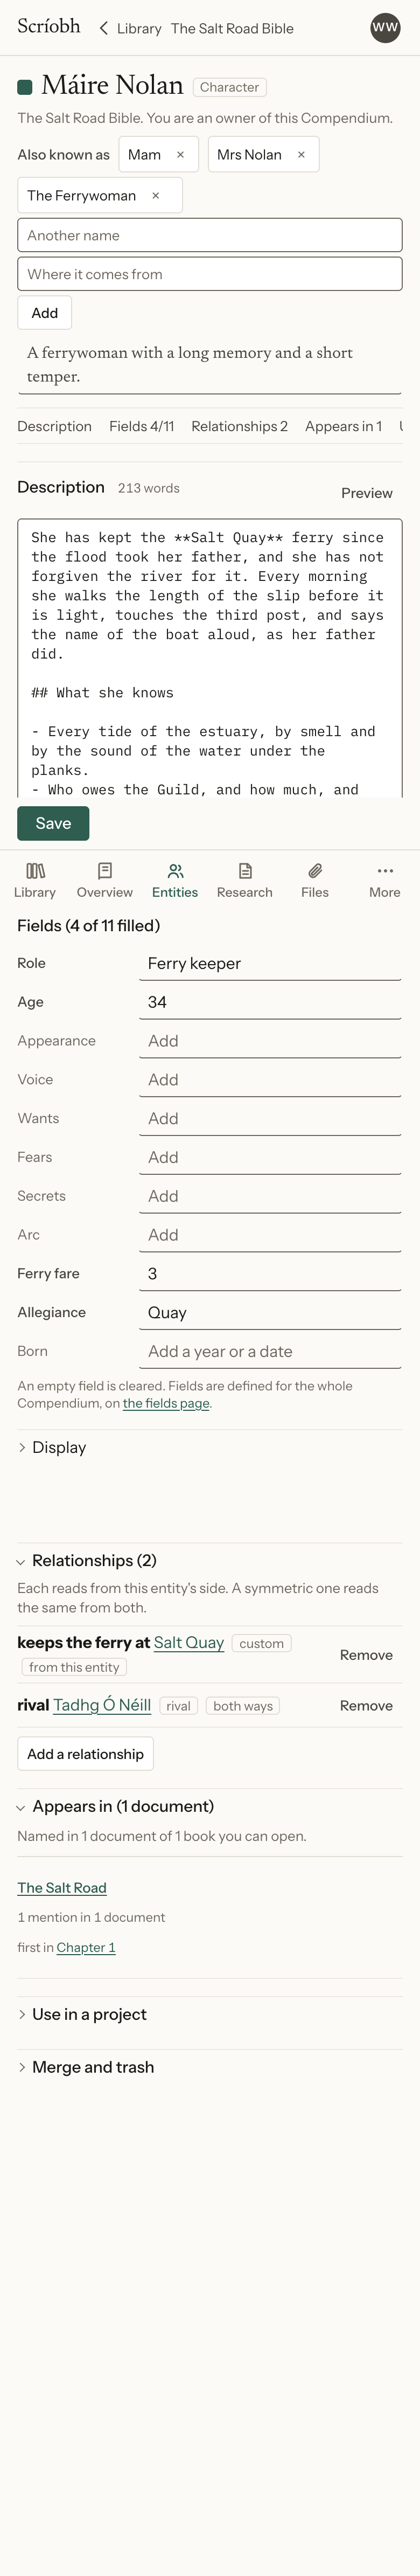 Scríobh
Library
The Salt Road Bible
WW
Máire Nolan
Character
The Salt Road Bible. You are an owner of this Compendium.
Also known as
Mam ×
Mrs Nolan ×
The Ferrywoman ×
Another name
Where it comes from
Add
A ferrywoman with a long memory and a short
temper.
Description
Fields 4/11
Relationships 2
Appears in 1
Description
213 words
Preview
She has kept the **Salt Quay** ferry since
the flood took her father, and she has not
forgiven the river for it. Every morning
she walks the length of the slip before it
is light, touches the third post, and says
the name of the boat aloud, as her father
did.
## What she knows
- Every tide of the estuary, by smell and
by the sound of the water under the
planks.
- Who owes the Guild, and how much, and
Save
Library
Overview
Entities
Research
Files
More
Fields (4 of 11 filled)
Role
Ferry keeper
Age
34
Appearance
Add
Voice
Add
Wants
Add
Fears
Add
Secrets
Add
Arc
Add
Ferry fare
3
Allegiance
Quay
Born
Add a year or a date
An empty field is cleared. Fields are defined for the whole
Compendium, on the fields page.
Display
Relationships (2)
Each reads from this entity's side. A symmetric one reads
the same from both.
keeps the ferry at Salt Quay custom
from this entity
Remove
rival Tadhg Ó Néill rival both ways
Remove
Add a relationship
Appears in (1 document)
Named in 1 document of 1 book you can open.
The Salt Road
1 mention in 1 document
first in Chapter 1
Use in a project
Merge and trash